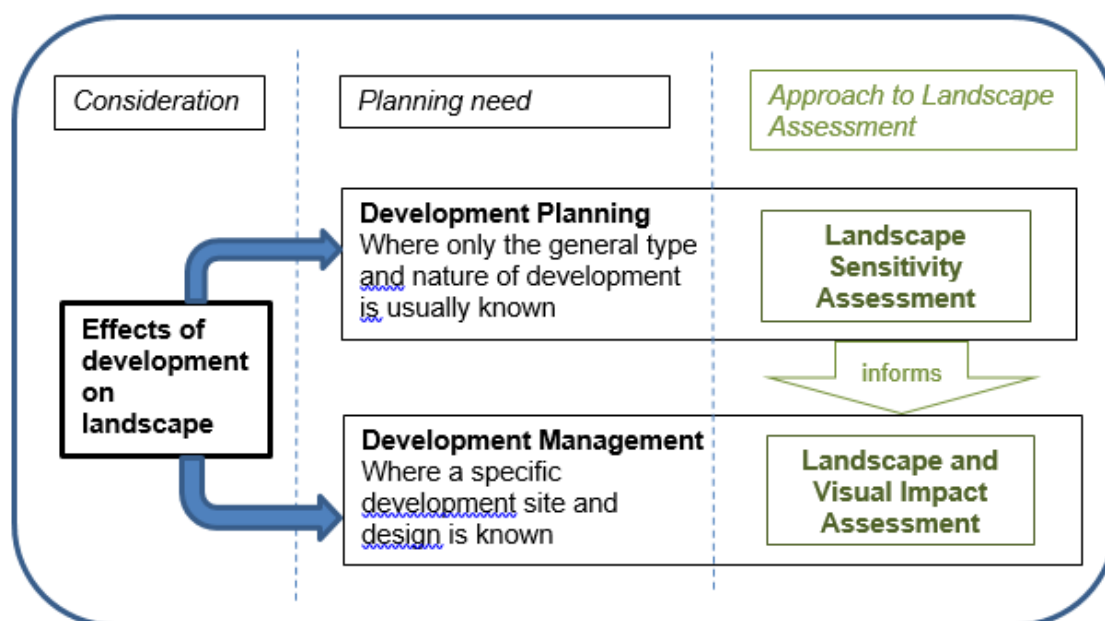 Consideration
Planning need
Approach to Landscape
Assessment
Effects of
development
on
landscape
Development Planning
Where only the general type
and nature of development
is usually known
Landscape
Sensitivity
Assessment
informs
Development Management
Where a specific
development site and
design is known
Landscape and
Visual Impact
Assessment